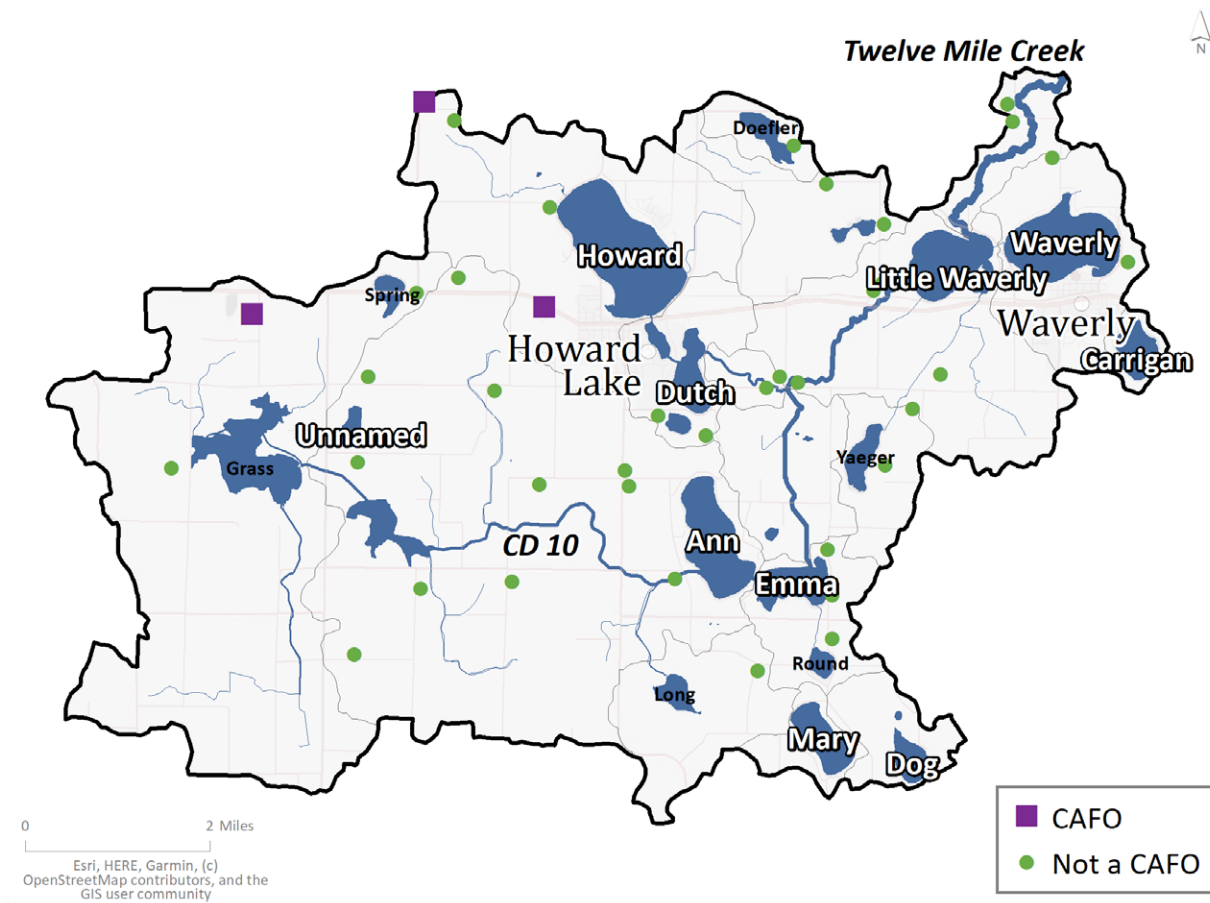 Twelve Mile Creek
N
Doefler
Howard
Waverly
Little Waverly
Spring
Waverly
Howard
Lake
Carrigan
Dutch
Unnamed
Grass
Yaeger
CD 10
Ann
Emma
Round
Long
Mary
Dog
0 2 Miles
Esri, HERE, Garmin, (c)
OpenStreetMap contributors, and the
GIS user community
CAFO
Not a CAFO